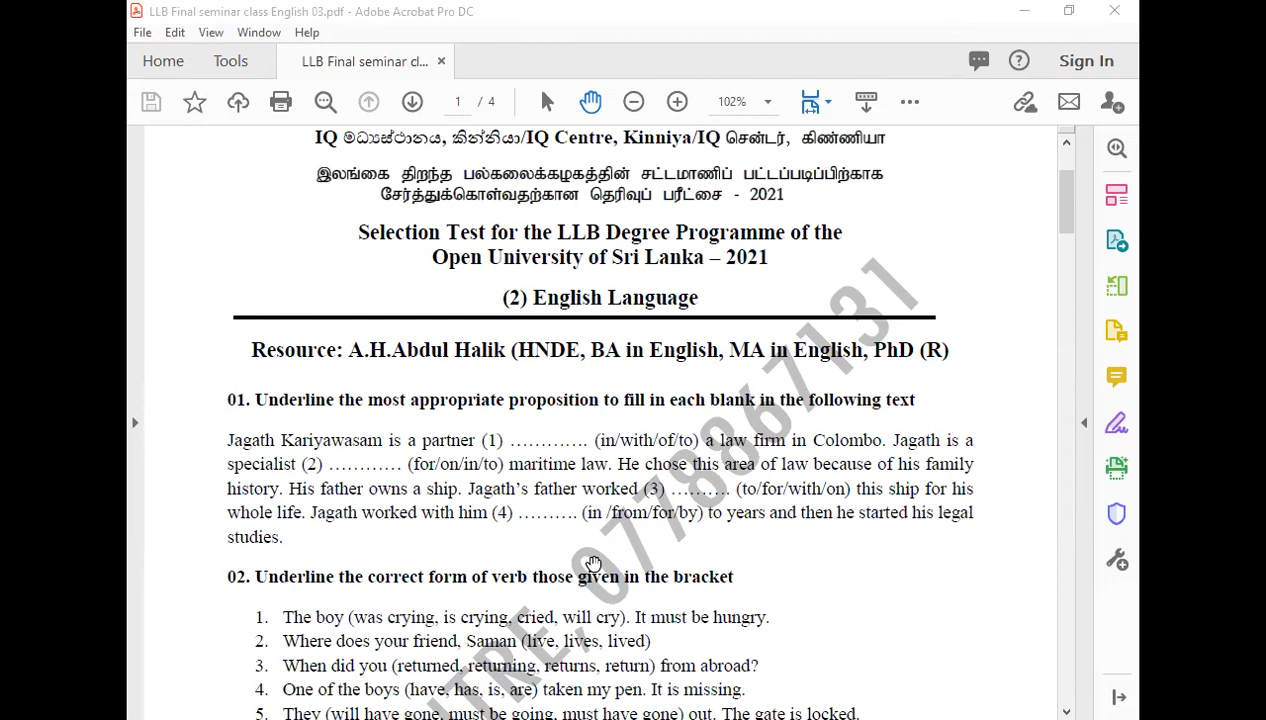 LLB Final seminar class English 03.pdf - Adobe Acrobat Pro DC
File Edit View Window Help
Home Tools LLB Final seminar cl... × Sign In
1 / 4 102%
IQ මධ්‍යස්ථානය, කින්නියා/IQ Centre, Kinniya/IQ சென்டர், கிண்ணியா
இலங்கை திறந்த பல்கலைக்கழகத்தின் சட்டமாணிப் பட்டப்படிப்பிற்காக
சேர்த்துக்கொள்வதற்கான தெரிவுப் பரீட்சை - 2021
Selection Test for the LLB Degree Programme of the
Open University of Sri Lanka – 2021
(2) English Language
Resource: A.H.Abdul Halik (HNDE, BA in English, MA in English, PhD (R)
01. Underline the most appropriate proposition to fill in each blank in the following text
Jagath Kariyawasam is a partner (1) …………. (in/with/of/to) a law firm in Colombo. Jagath is a
specialist (2) ………… (for/on/in/to) maritime law. He chose this area of law because of his family
history. His father owns a ship. Jagath’s father worked (3) ………. (to/for/with/on) this ship for his
whole life. Jagath worked with him (4) ………. (in /from/for/by) to years and then he started his legal
studies.
02. Underline the correct form of verb those given in the bracket
1. The boy (was crying, is crying, cried, will cry). It must be hungry.
2. Where does your friend, Saman (live, lives, lived)
3. When did you (returned, returning, returns, return) from abroad?
4. One of the boys (have, has, is, are) taken my pen. It is missing.
5. They (will have gone, must be going, must have gone) out. The gate is locked.
NTRE, 0778867131